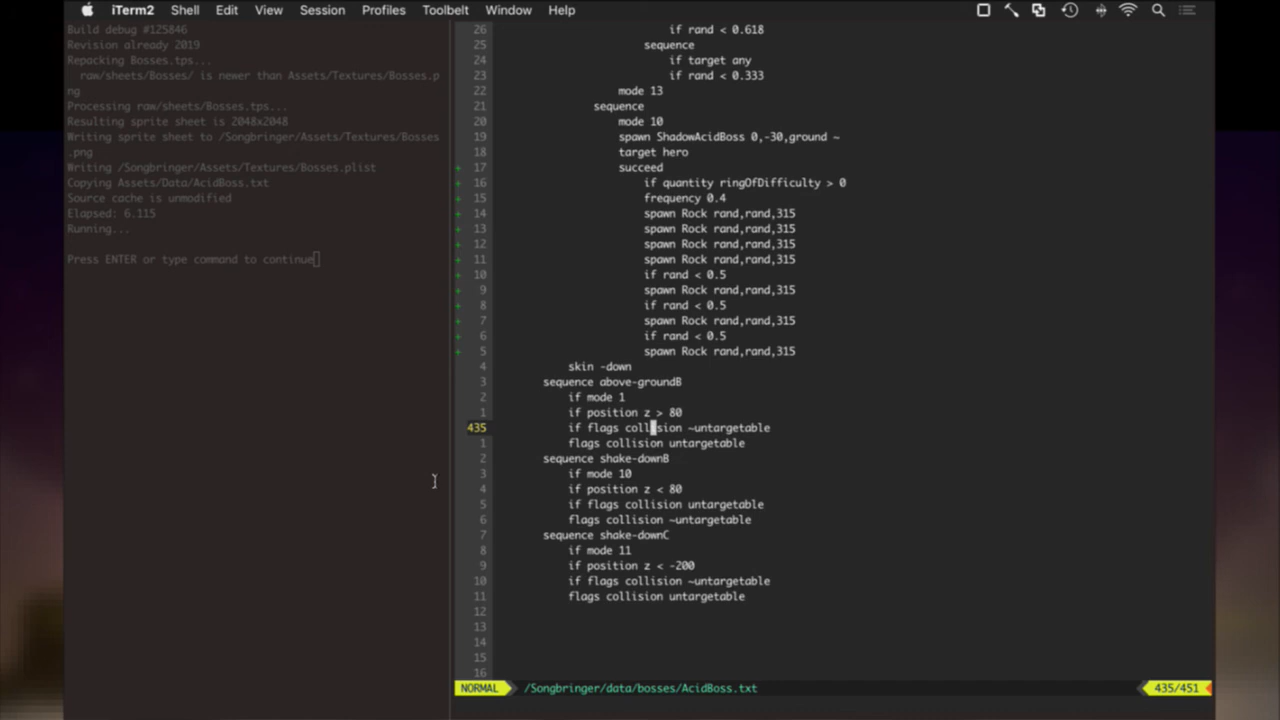 iTerm2 Shell Edit View Session Profiles Toolbelt Window Help
Build debug #125846
Revision already 2019
Repacking Bosses.tps...
raw/sheets/Bosses/ is newer than Assets/Textures/Bosses.p
ng
Processing raw/sheets/Bosses.tps...
Resulting sprite sheet is 2048x2048
Writing sprite sheet to /Songbringer/Assets/Textures/Bosses
.png
Writing /Songbringer/Assets/Textures/Bosses.plist
Copying Assets/Data/AcidBoss.txt
Source cache is unmodified
Elapsed: 6.115
Running...
Press ENTER or type command to continue
26 if rand < 0.618
25 sequence
24 if target any
23 if rand < 0.333
22 mode 13
21 sequence
20 mode 10
19 spawn ShadowAcidBoss 0,-30,ground ~
18 target hero
+ 17 succeed
+ 16 if quantity ringOfDifficulty > 0
+ 15 frequency 0.4
+ 14 spawn Rock rand,rand,315
+ 13 spawn Rock rand,rand,315
+ 12 spawn Rock rand,rand,315
+ 11 spawn Rock rand,rand,315
+ 10 if rand < 0.5
+ 9 spawn Rock rand,rand,315
+ 8 if rand < 0.5
+ 7 spawn Rock rand,rand,315
+ 6 if rand < 0.5
+ 5 spawn Rock rand,rand,315
4 skin -down
3 sequence above-groundB
2 if mode 1
1 if position z > 80
435 if flags collision ~untargetable
1 flags collision untargetable
2 sequence shake-downB
3 if mode 10
4 if position z < 80
5 if flags collision untargetable
6 flags collision ~untargetable
7 sequence shake-downC
8 if mode 11
9 if position z < -200
10 if flags collision ~untargetable
11 flags collision untargetable
12
13
14
15
16
NORMAL /Songbringer/data/bosses/AcidBoss.txt 435/451